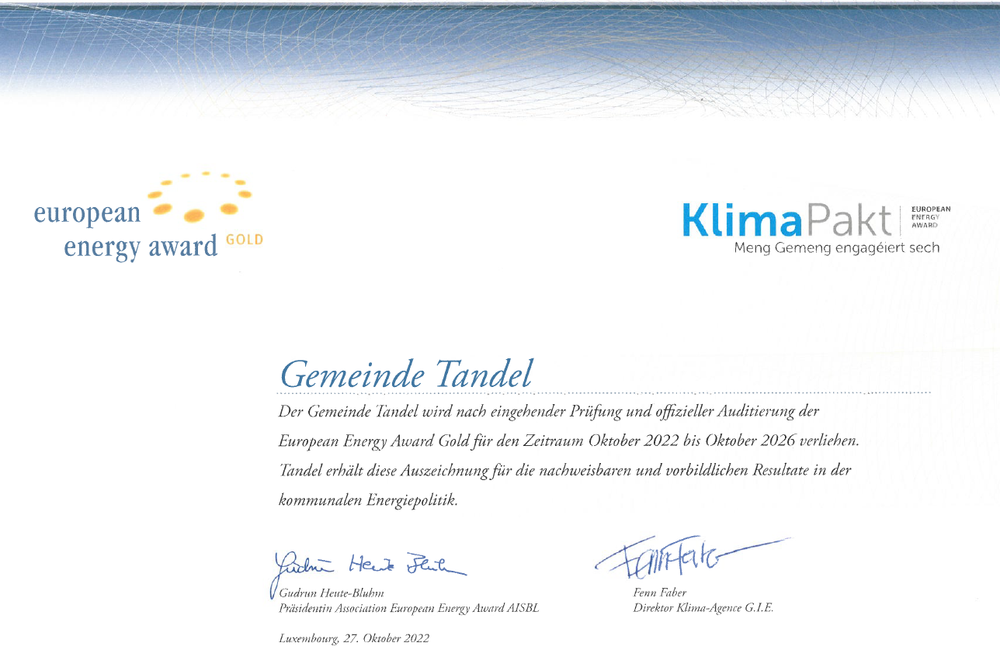 european
energy award GOLD
KlimaPakt
EUROPEAN
ENERGY
AWARD
Meng Gemeng engagéiert sech
Gemeinde Tandel
Der Gemeinde Tandel wird nach eingehender Prüfung und offizieller Auditierung der
European Energy Award Gold für den Zeitraum Oktober 2022 bis Oktober 2026 verliehen.
Tandel erhält diese Auszeichnung für die nachweisbaren und vorbildlichen Resultate in der
kommunalen Energiepolitik.
Gudrun Heute-Bluhm
Fenn Faber
Gudrun Heute-Bluhm
Präsidentin Association European Energy Award AISBL
Fenn Faber
Direktor Klima-Agence G.I.E.
Luxembourg, 27. Oktober 2022